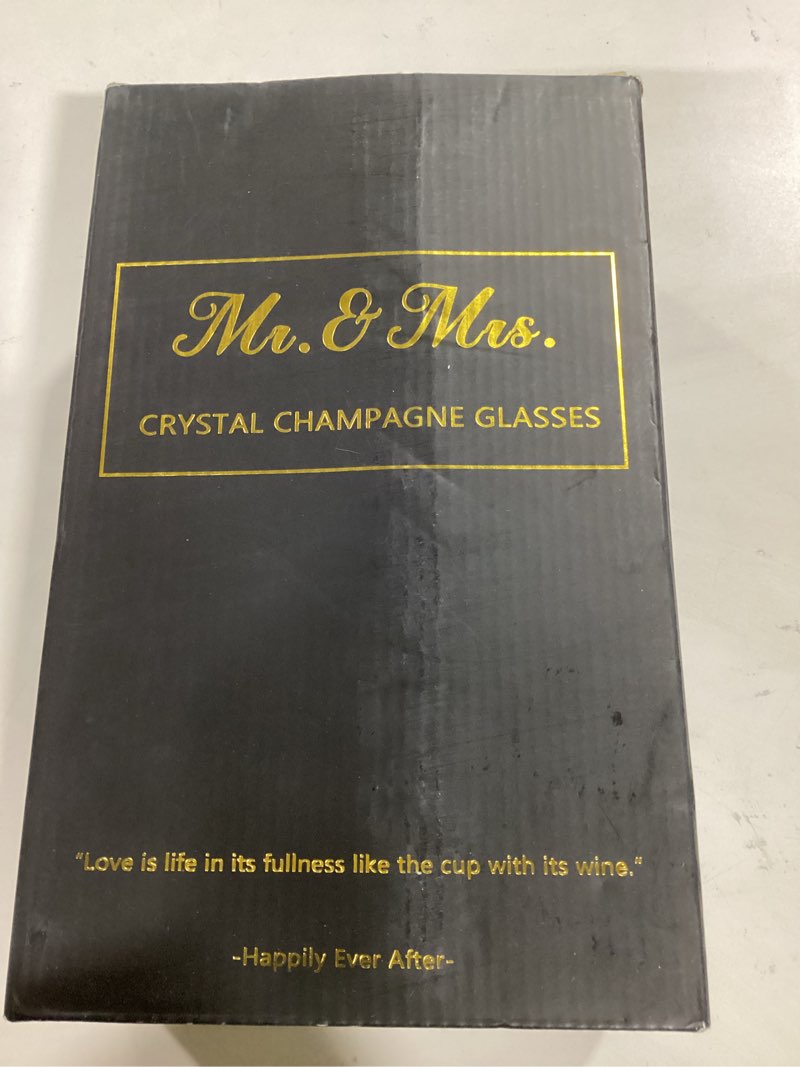 Mr. & Mrs.
CRYSTAL CHAMPAGNE GLASSES
"Love is life in its fullness like the cup with its wine."
-Happily Ever After-